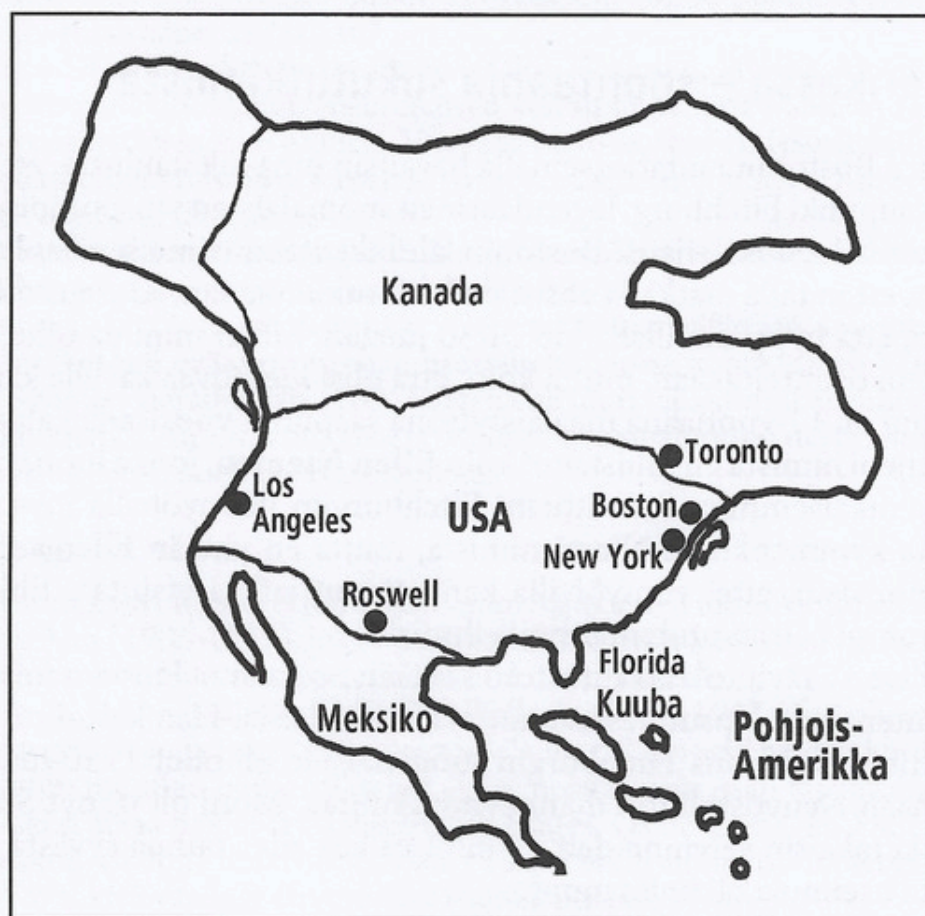 Kanada
Toronto
Los
Angeles
USA
Boston
New York
Roswell
Florida
Kuuba
Meksiko
Pohjois-
Amerikka